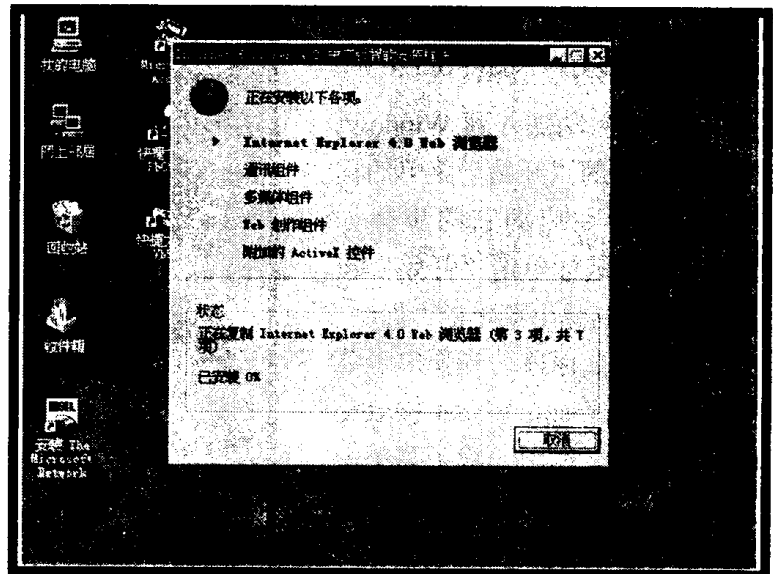 我的电脑
网上邻居
回收站
收件箱
安装 The
Microsoft
Network
正在安装以下各项。
Internet Explorer 4.0 Web 浏览器
通讯组件
多媒体组件
Web 创作组件
附加的 ActiveX 控件
状态
正在复制 Internet Explorer 4.0 Web 浏览器 (第 3 项，共 7
项)
已安装 0%
取消